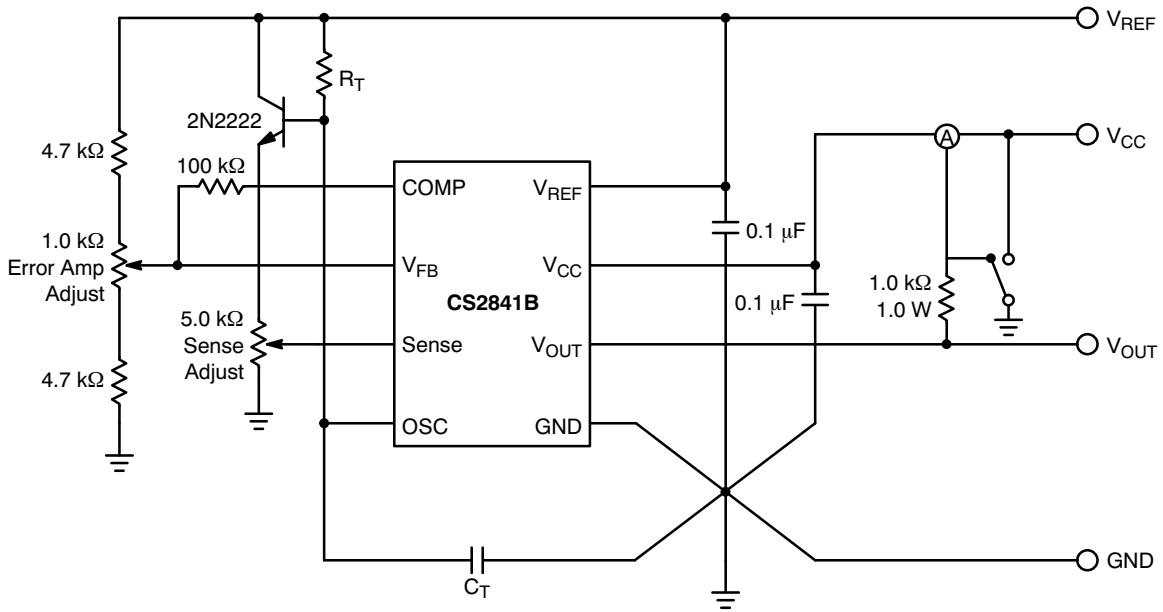 V_REF
R_T
2N2222
4.7 kΩ
100 kΩ
A
V_CC
COMP
V_REF
0.1 μF
1.0 kΩ
Error Amp
Adjust
V_FB
V_CC
CS2841B
0.1 μF
1.0 kΩ
1.0 W
5.0 kΩ
Sense
Adjust
Sense
V_OUT
V_OUT
4.7 kΩ
OSC
GND
C_T
GND